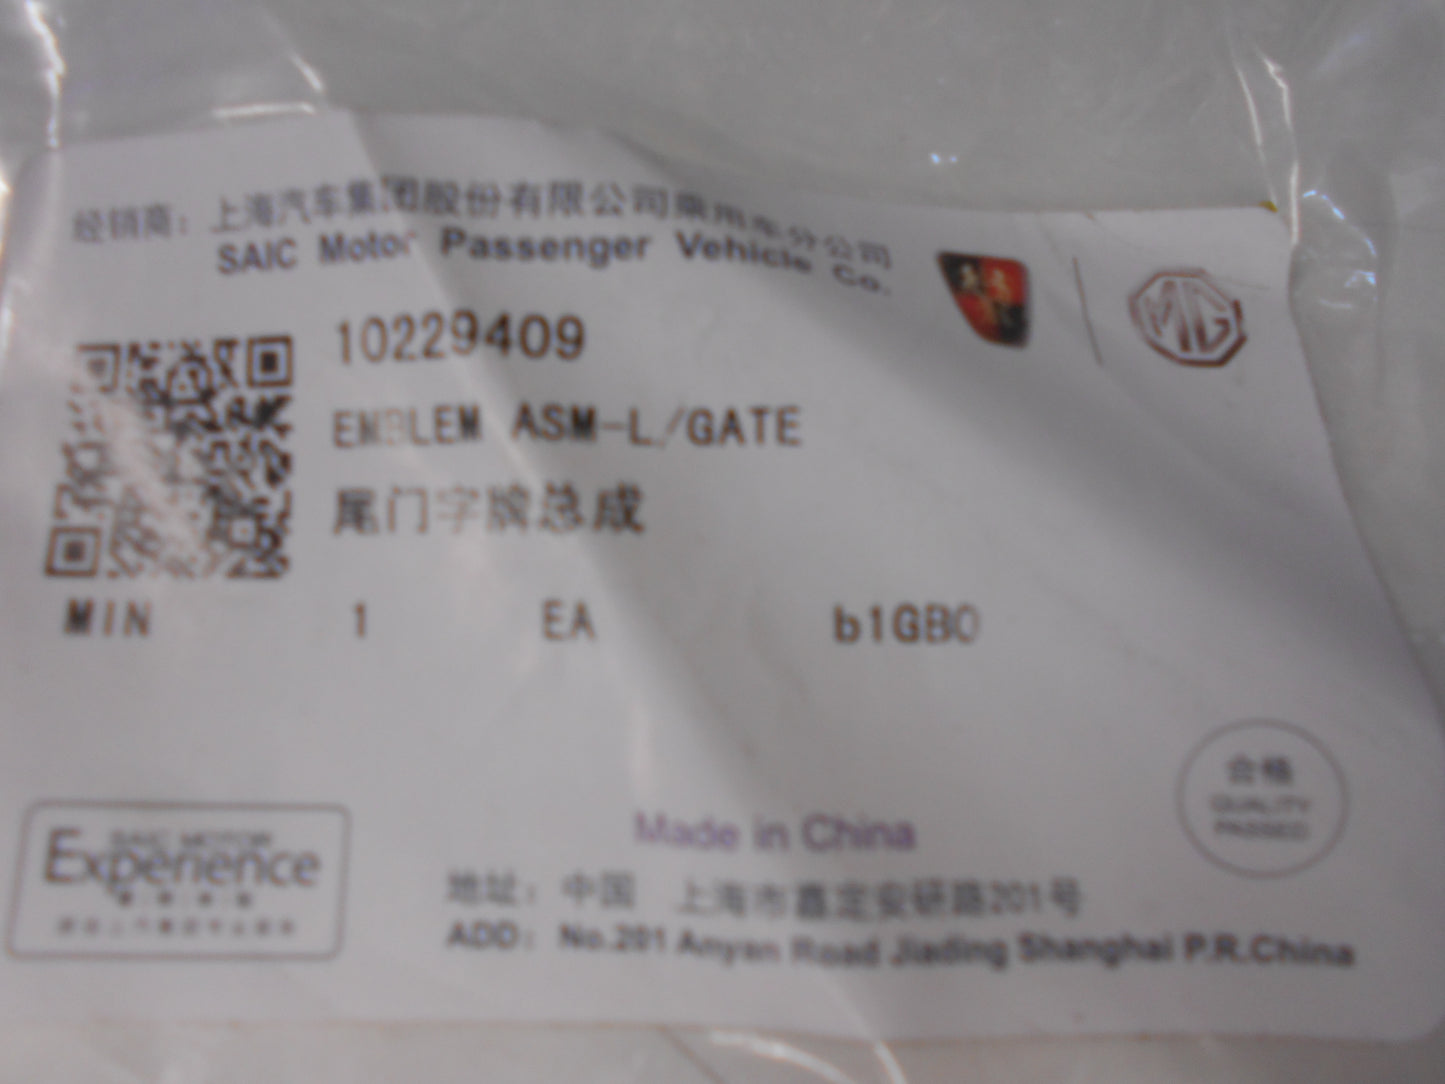 经销商：上海汽车集团股份有限公司乘用车分公司
SAIC Motor Passenger Vehicle Co.
MG
10229409
EMBLEM ASM-L/GATE
尾门字牌总成
MIN 1 EA b1GB0
合格
QUALITY
PASSED
SAIC MOTOR
Experience
Made in China
地址：中国 上海市嘉定安研路201号
ADD: No.201 Anyan Road Jiading Shanghai P.R.China